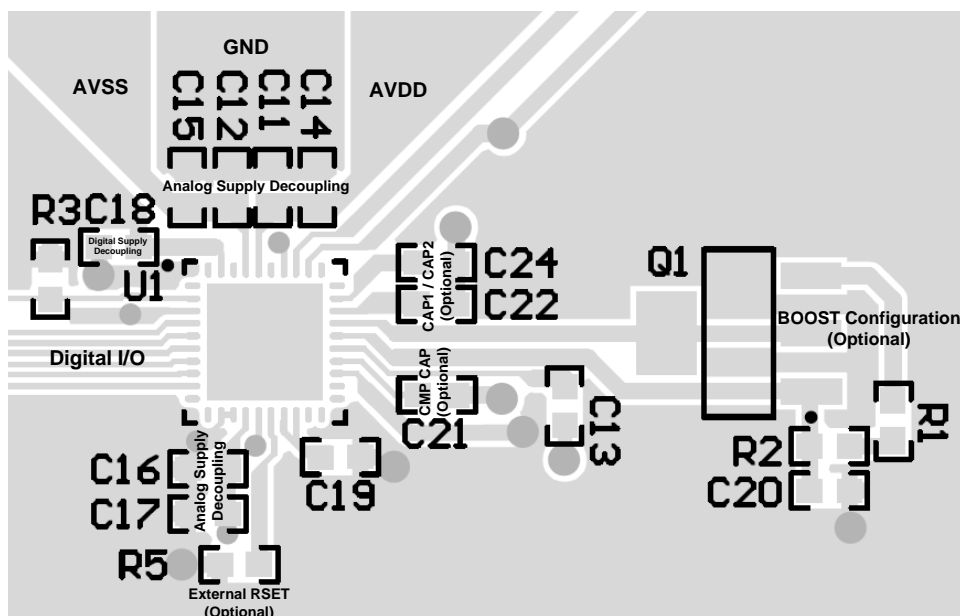 GND
AVSS
AVDD
C15
C12
C11
C14
Analog Supply Decoupling
R3
C18
Digital Supply
Decoupling
U1
CAP1 / CAP2
(Optional)
C24
C22
Q1
BOOST Configuration
(Optional)
Digital I/O
CMP CAP
(Optional)
C21
C13
R1
R2
C20
C16
C17
Analog Supply
Decoupling
C19
R5
External RSET
(Optional)